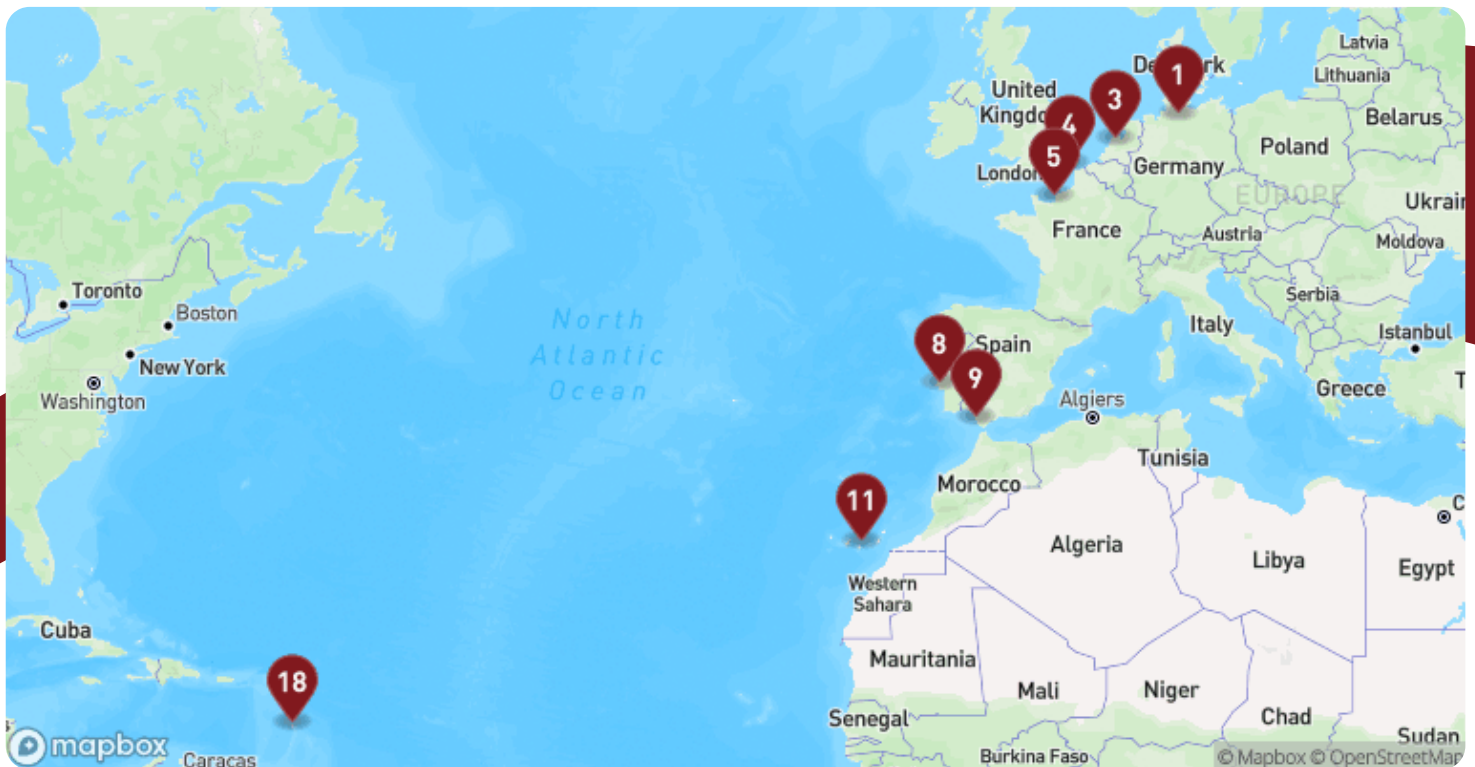 Latvia
Denmark
1
Lithuania
United
Kingdo
3
4
Belarus
5
Poland
London
Germany
EUROPE
Ukrain
France
Austria
Moldova
Toronto
Boston
Serbia
Italy
Istanbul
North
Atlantic
Ocean
8
Spain
New York
9
Greece
T
Washington
Algiers
Tunisia
Morocco
11
C
Algeria
Libya
Egypt
Western
Sahara
Cuba
Mauritania
18
Mali
Niger
Chad
Senegal
Sudan
s
mapbox
Caracas
Burkina Faso
© Mapbox © OpenStreetMap